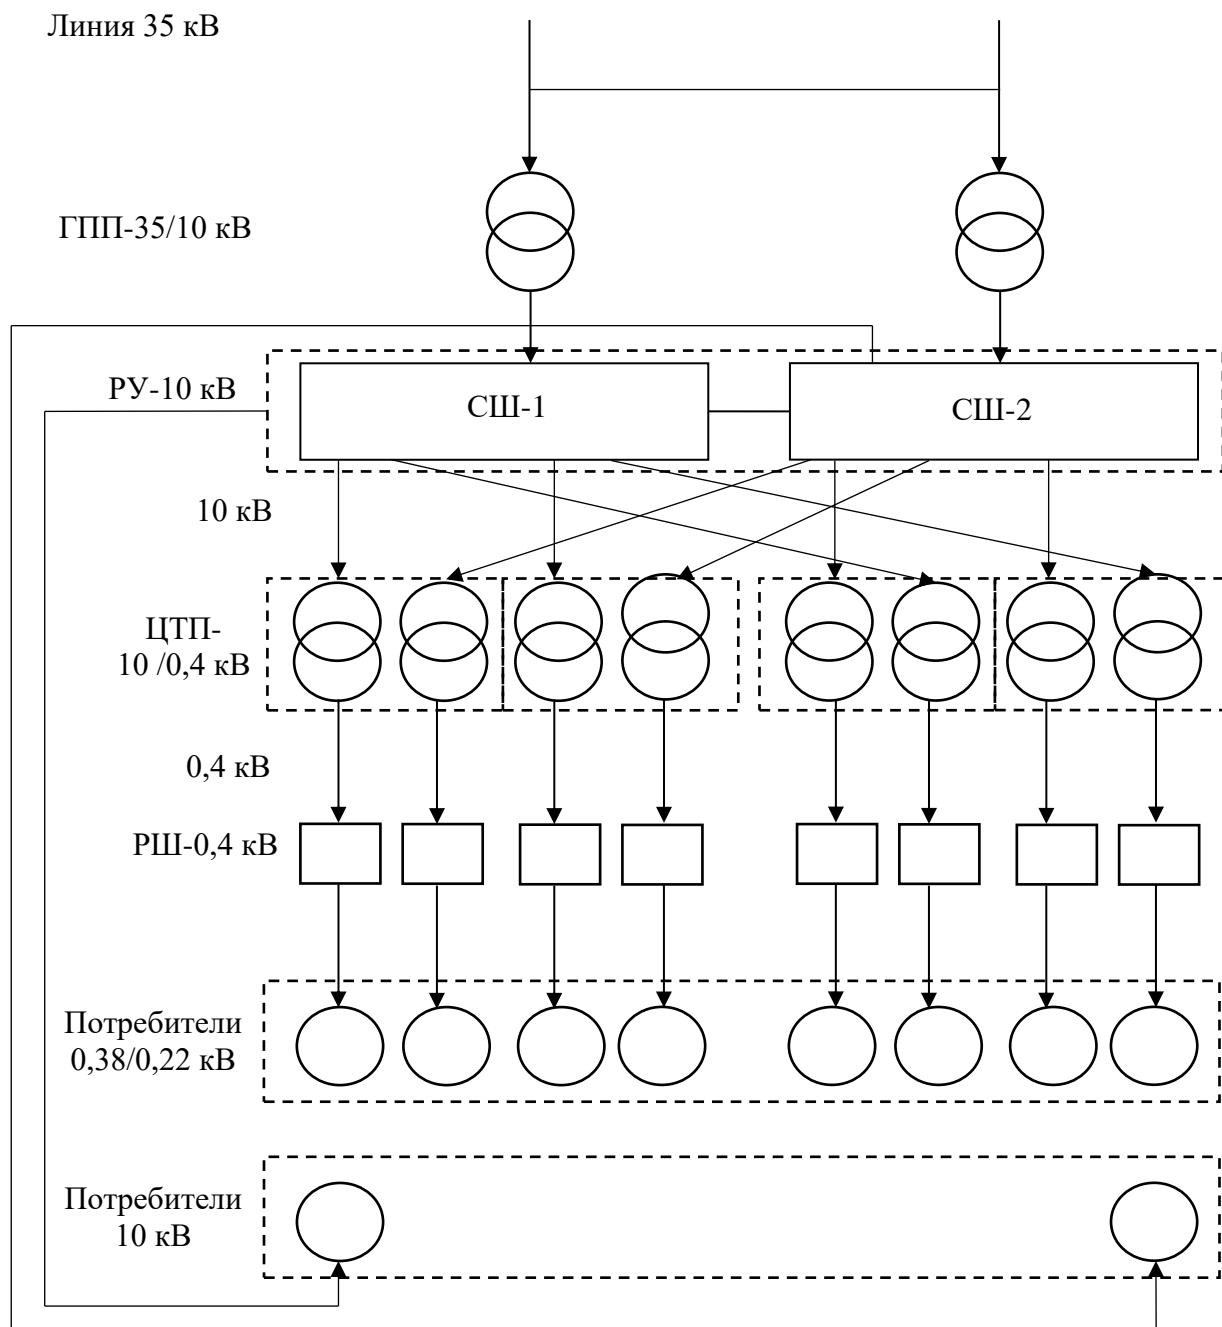 Линия 35 кВ
ГПП-35/10 кВ
РУ-10 кВ
СШ-1
СШ-2
10 кВ
ЦТП-
10 /0,4 кВ
0,4 кВ
РШ-0,4 кВ
Потребители
0,38/0,22 кВ
Потребители
10 кВ